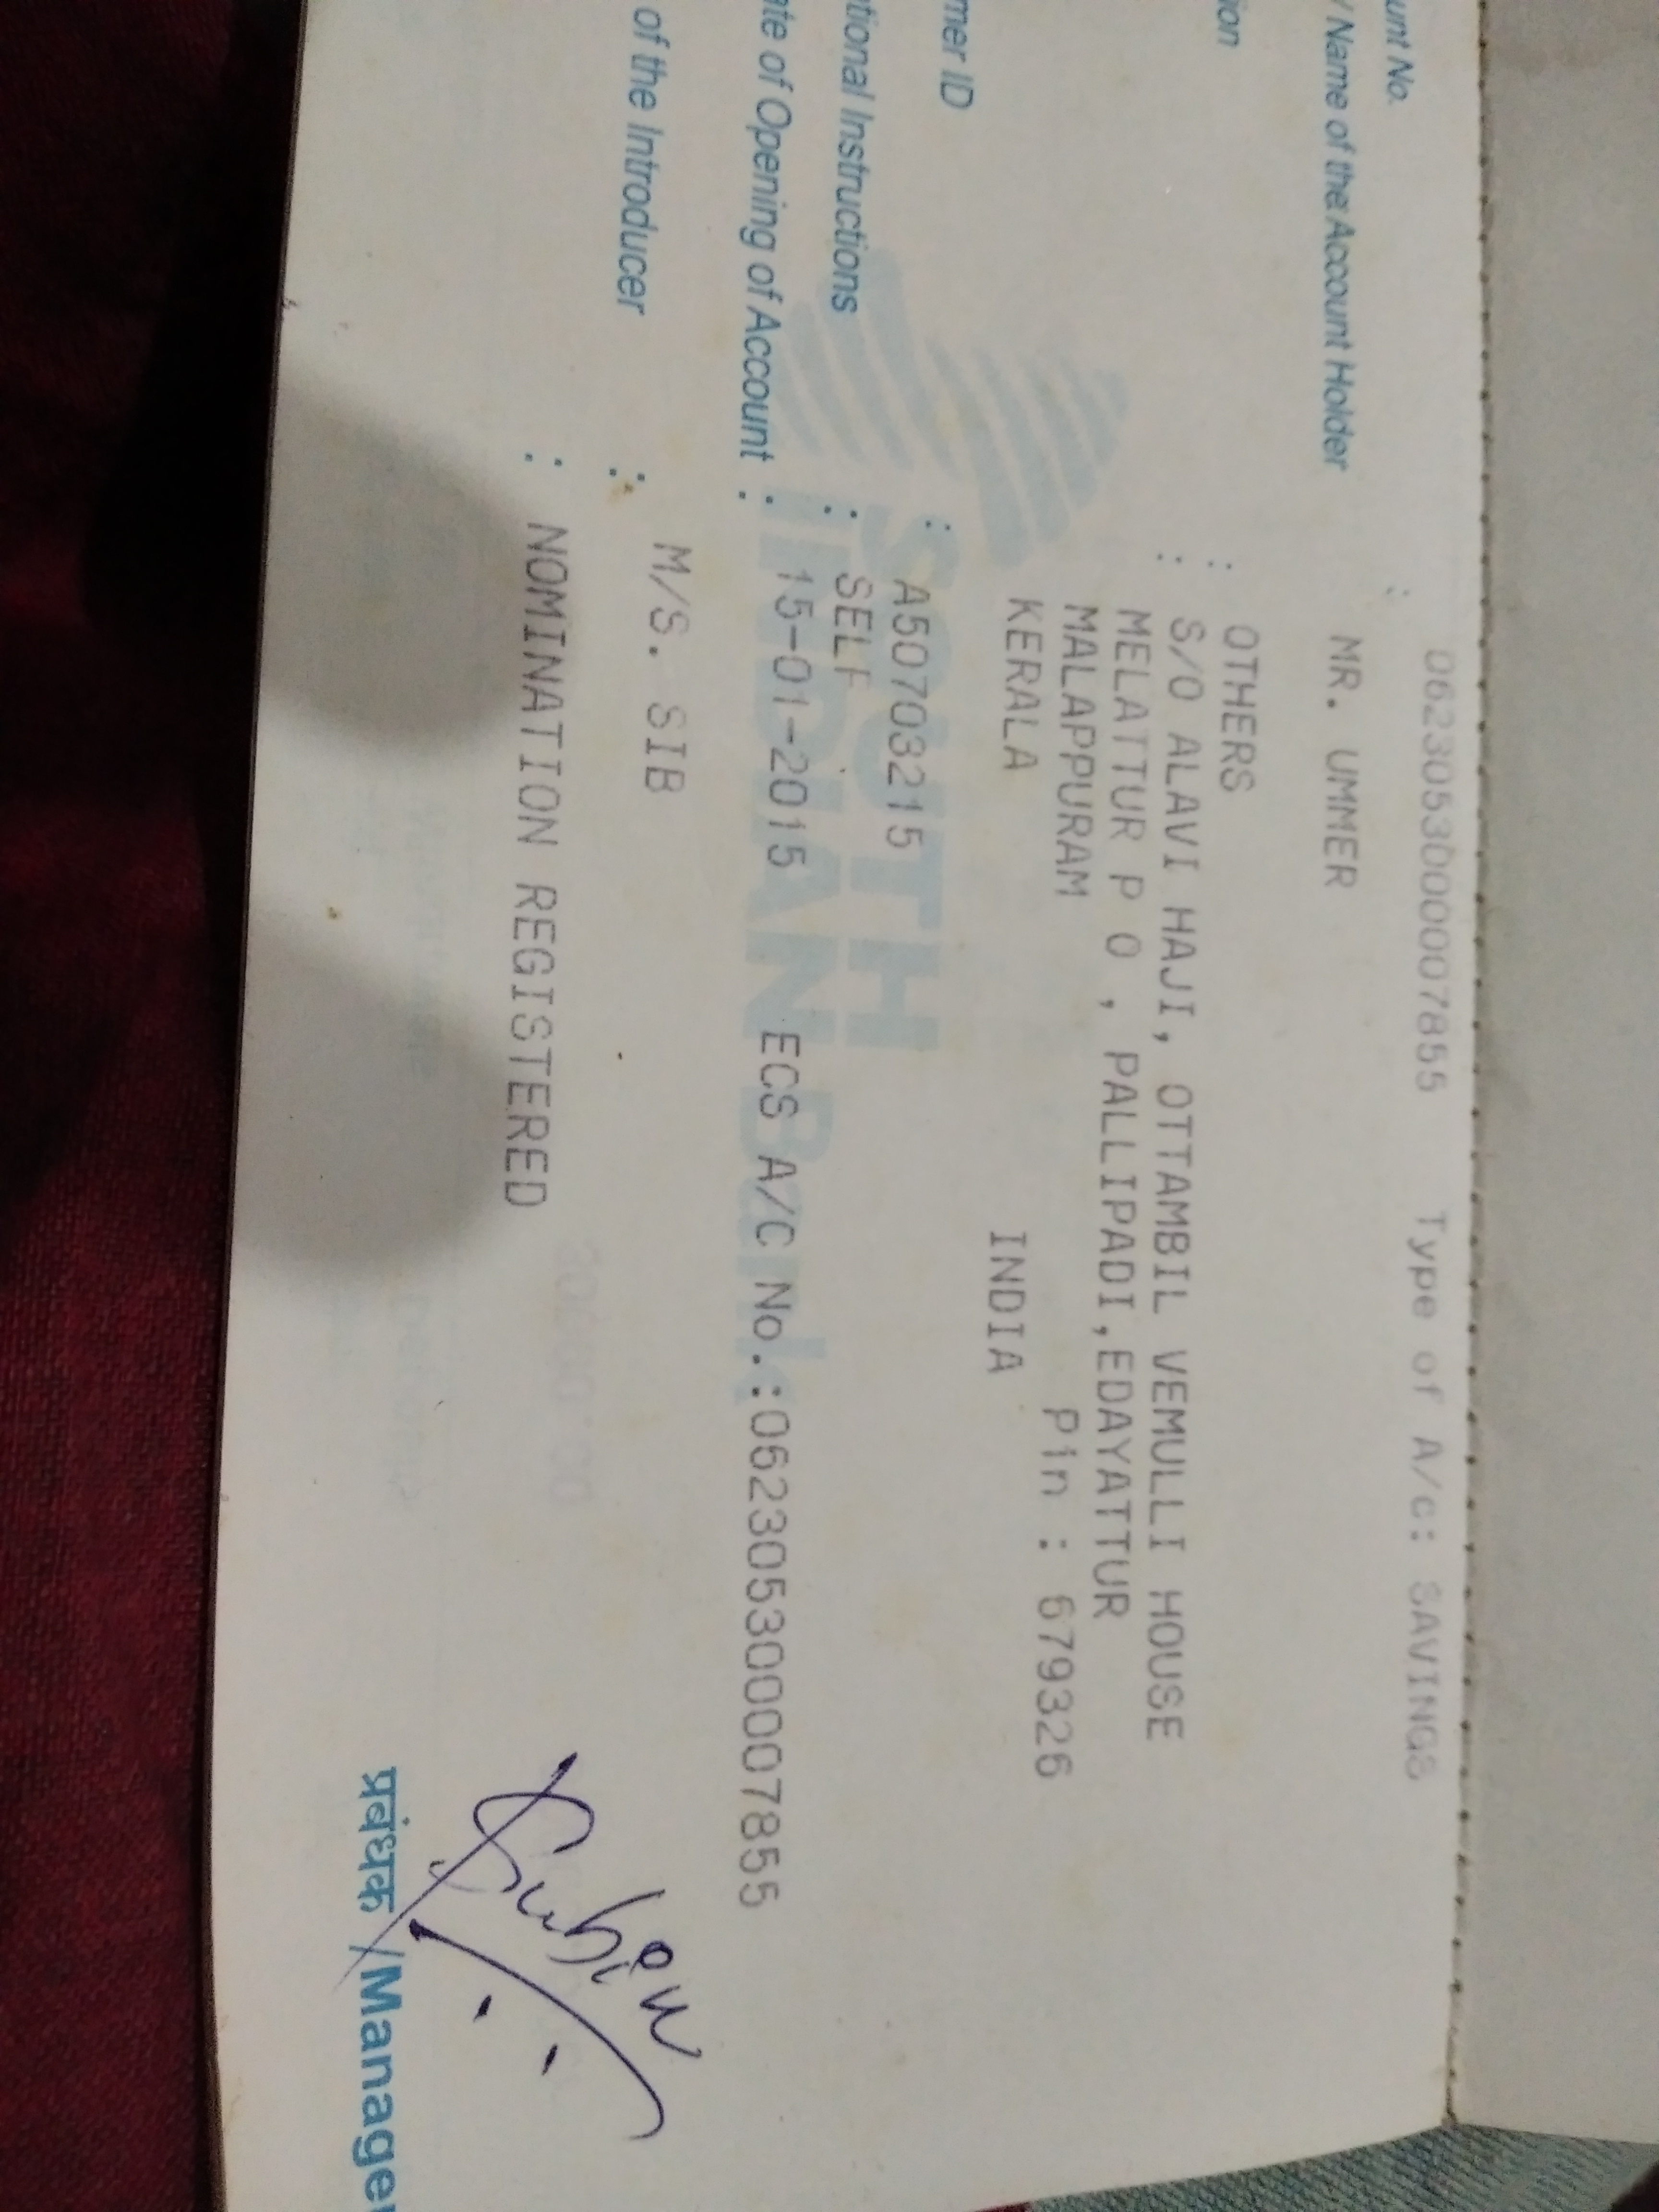 unt No. 0623053000007855 Type of A/c: SAVINGS
Name of the Account Holder : MR. UMMER
ion : OTHERS
: S/O ALAVI HAJI, OTTAMBIL VEMULLI HOUSE
MELATTUR P O , PALLIPADI,EDAYATTUR
MALAPPURAM Pin : 679326
KERALA INDIA
mer ID : A50703215
tional Instructions : SELF
te of Opening of Account : 15-01-2015 ECS A/C No.:0623053000007855
of the Introducer : M/S. SIB
: NOMINATION REGISTERED
SOUTH
INDIAN Bank
प्रबंधक /Manager